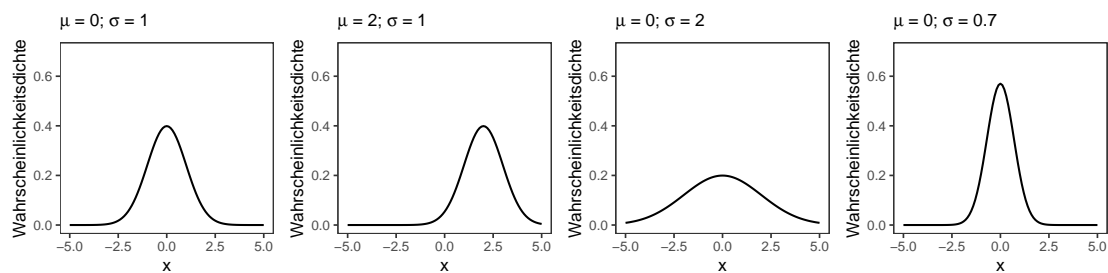 μ = 0; σ = 1
Wahrscheinlichkeitsdichte
0.6
0.4
0.2
0.0
−5.0 −2.5 0.0 2.5 5.0
x
μ = 2; σ = 1
Wahrscheinlichkeitsdichte
0.6
0.4
0.2
0.0
−5.0 −2.5 0.0 2.5 5.0
x
μ = 0; σ = 2
Wahrscheinlichkeitsdichte
0.6
0.4
0.2
0.0
−5.0 −2.5 0.0 2.5 5.0
x
μ = 0; σ = 0.7
Wahrscheinlichkeitsdichte
0.6
0.4
0.2
0.0
−5.0 −2.5 0.0 2.5 5.0
x